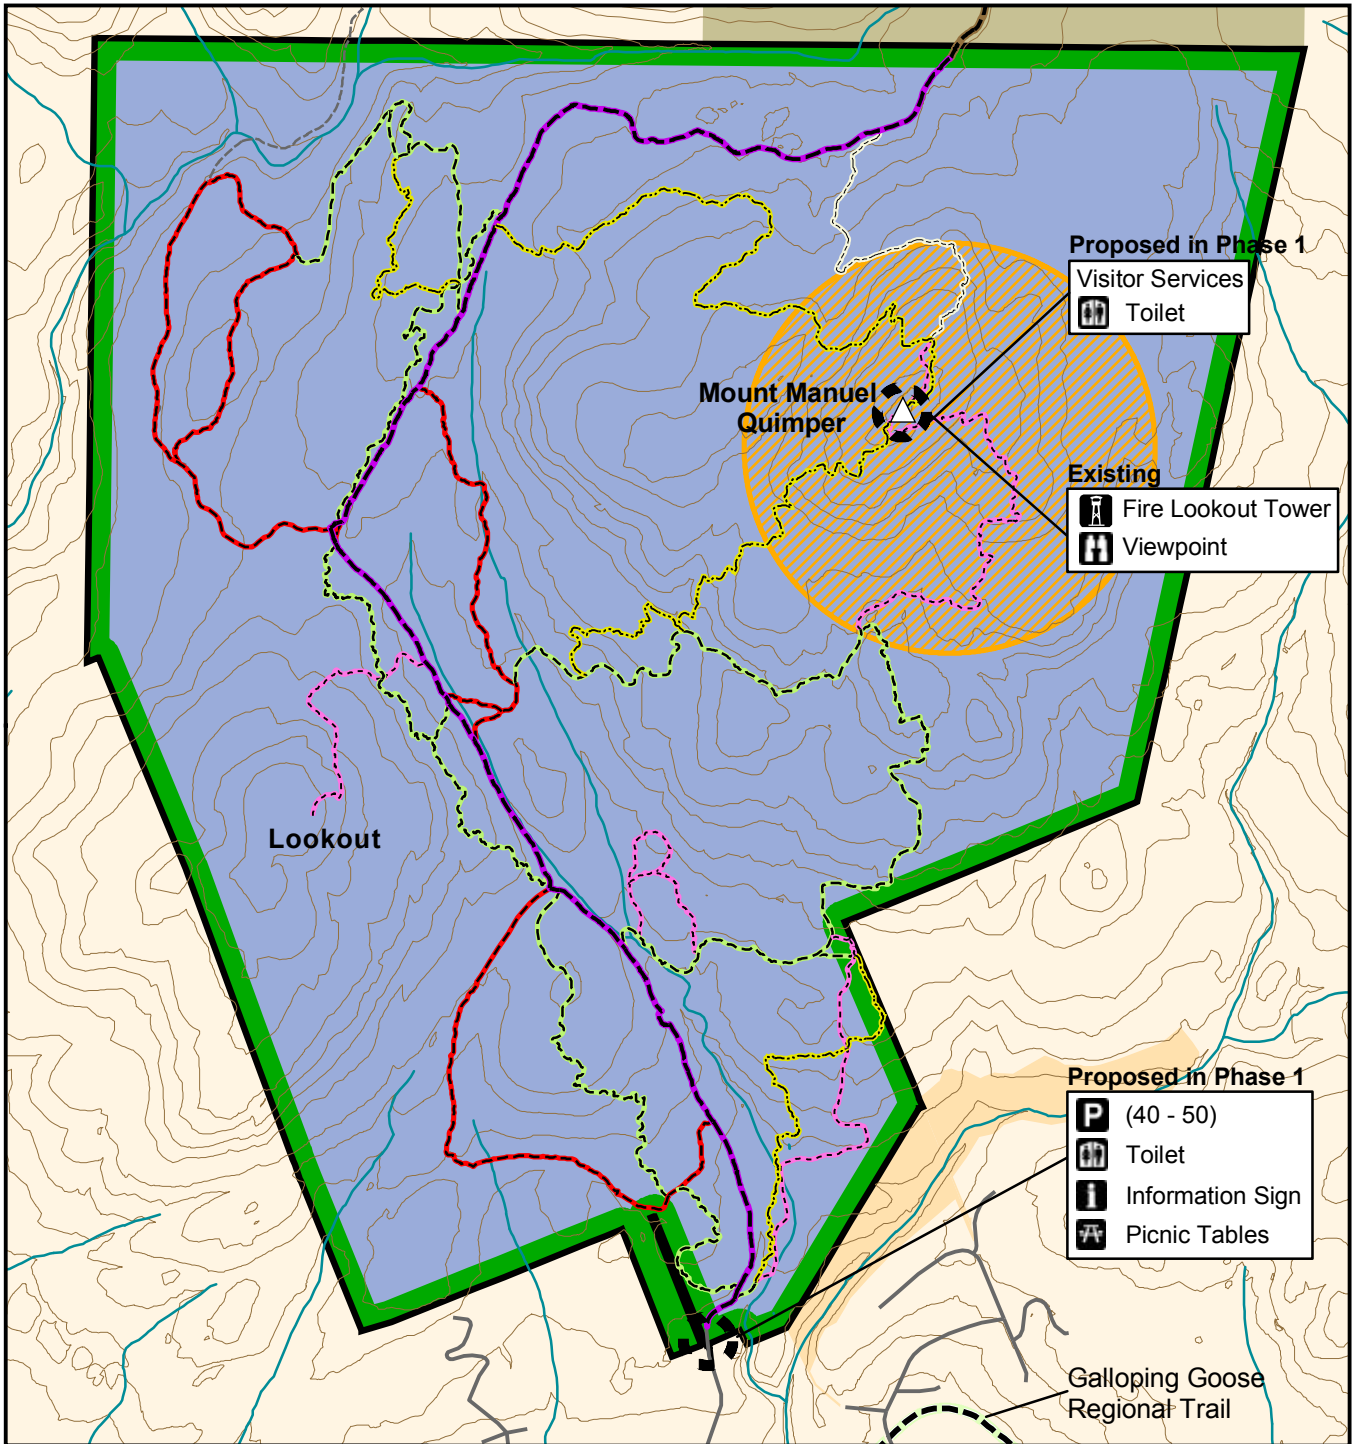 Proposed in Phase 1
Visitor Services
Toilet
Mount Manuel
Quimper
Existing
Fire Lookout Tower
Viewpoint
Lookout
Proposed in Phase 1
P (40 - 50)
Toilet
i Information Sign
Picnic Tables
Galloping Goose
Regional Trail